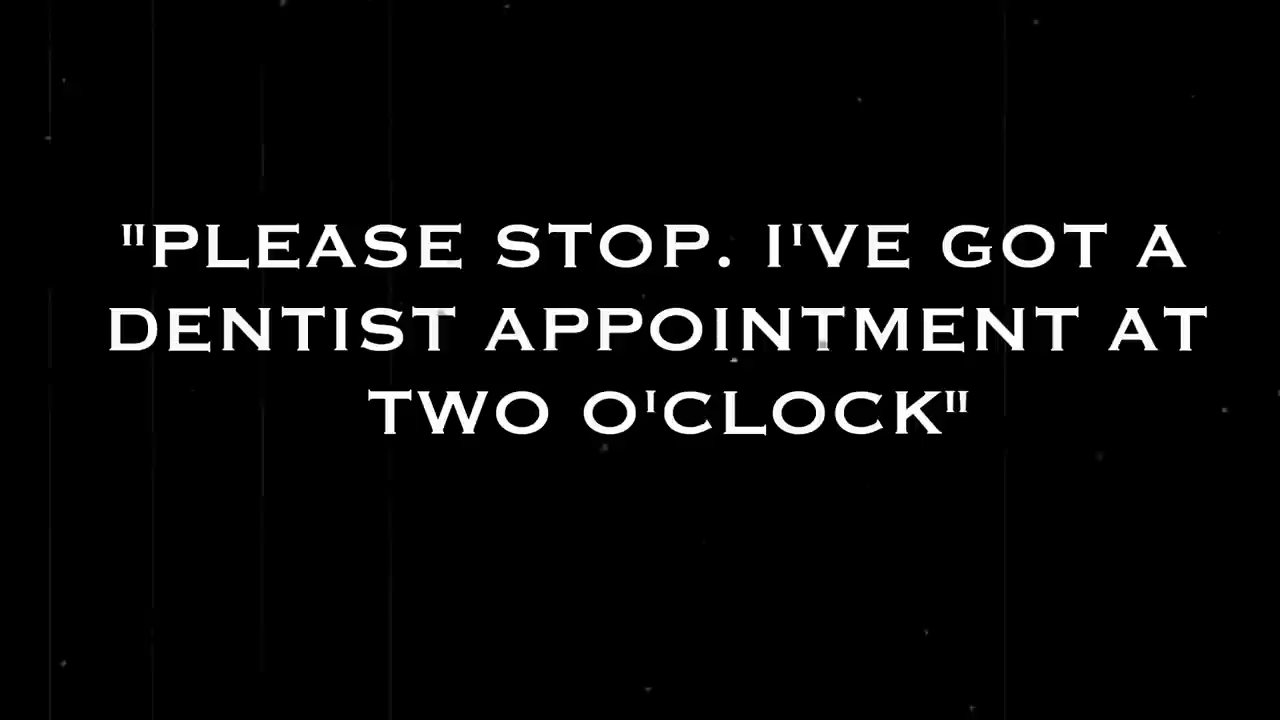 "PLEASE STOP. I'VE GOT A
DENTIST APPOINTMENT AT
TWO O'CLOCK"